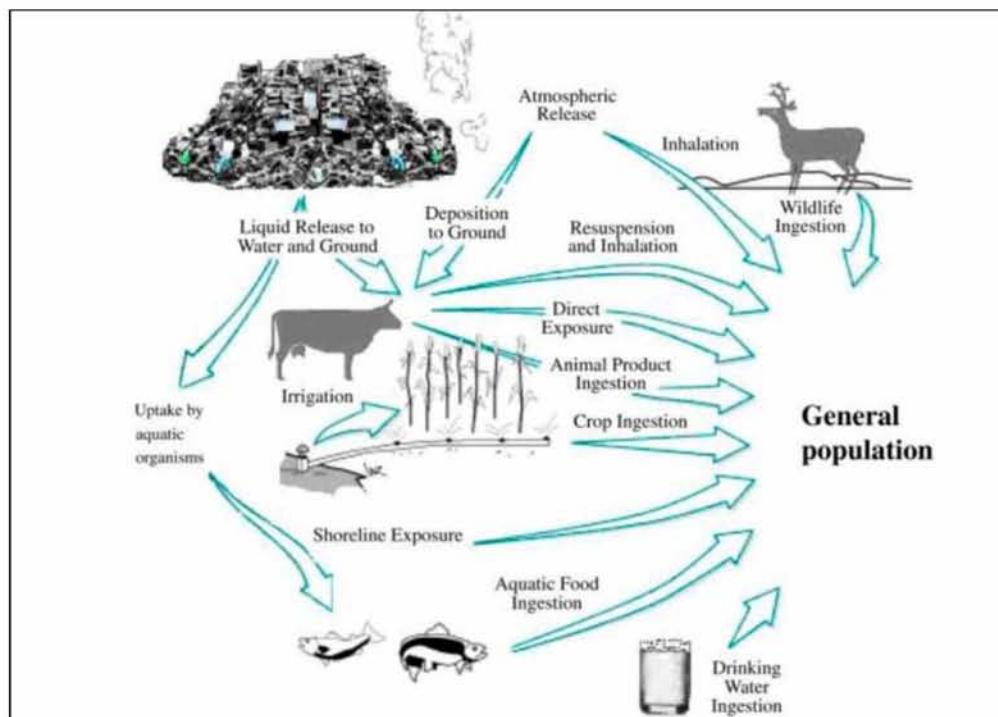 Atmospheric
Release
Inhalation
Wildlife
Ingestion
Liquid Release to
Water and Ground
Deposition
to Ground
Resuspension
and Inhalation
Direct
Exposure
Animal Product
Ingestion
Irrigation
Crop Ingestion
Uptake by
aquatic
organisms
General
population
Shoreline Exposure
Aquatic Food
Ingestion
Drinking
Water
Ingestion